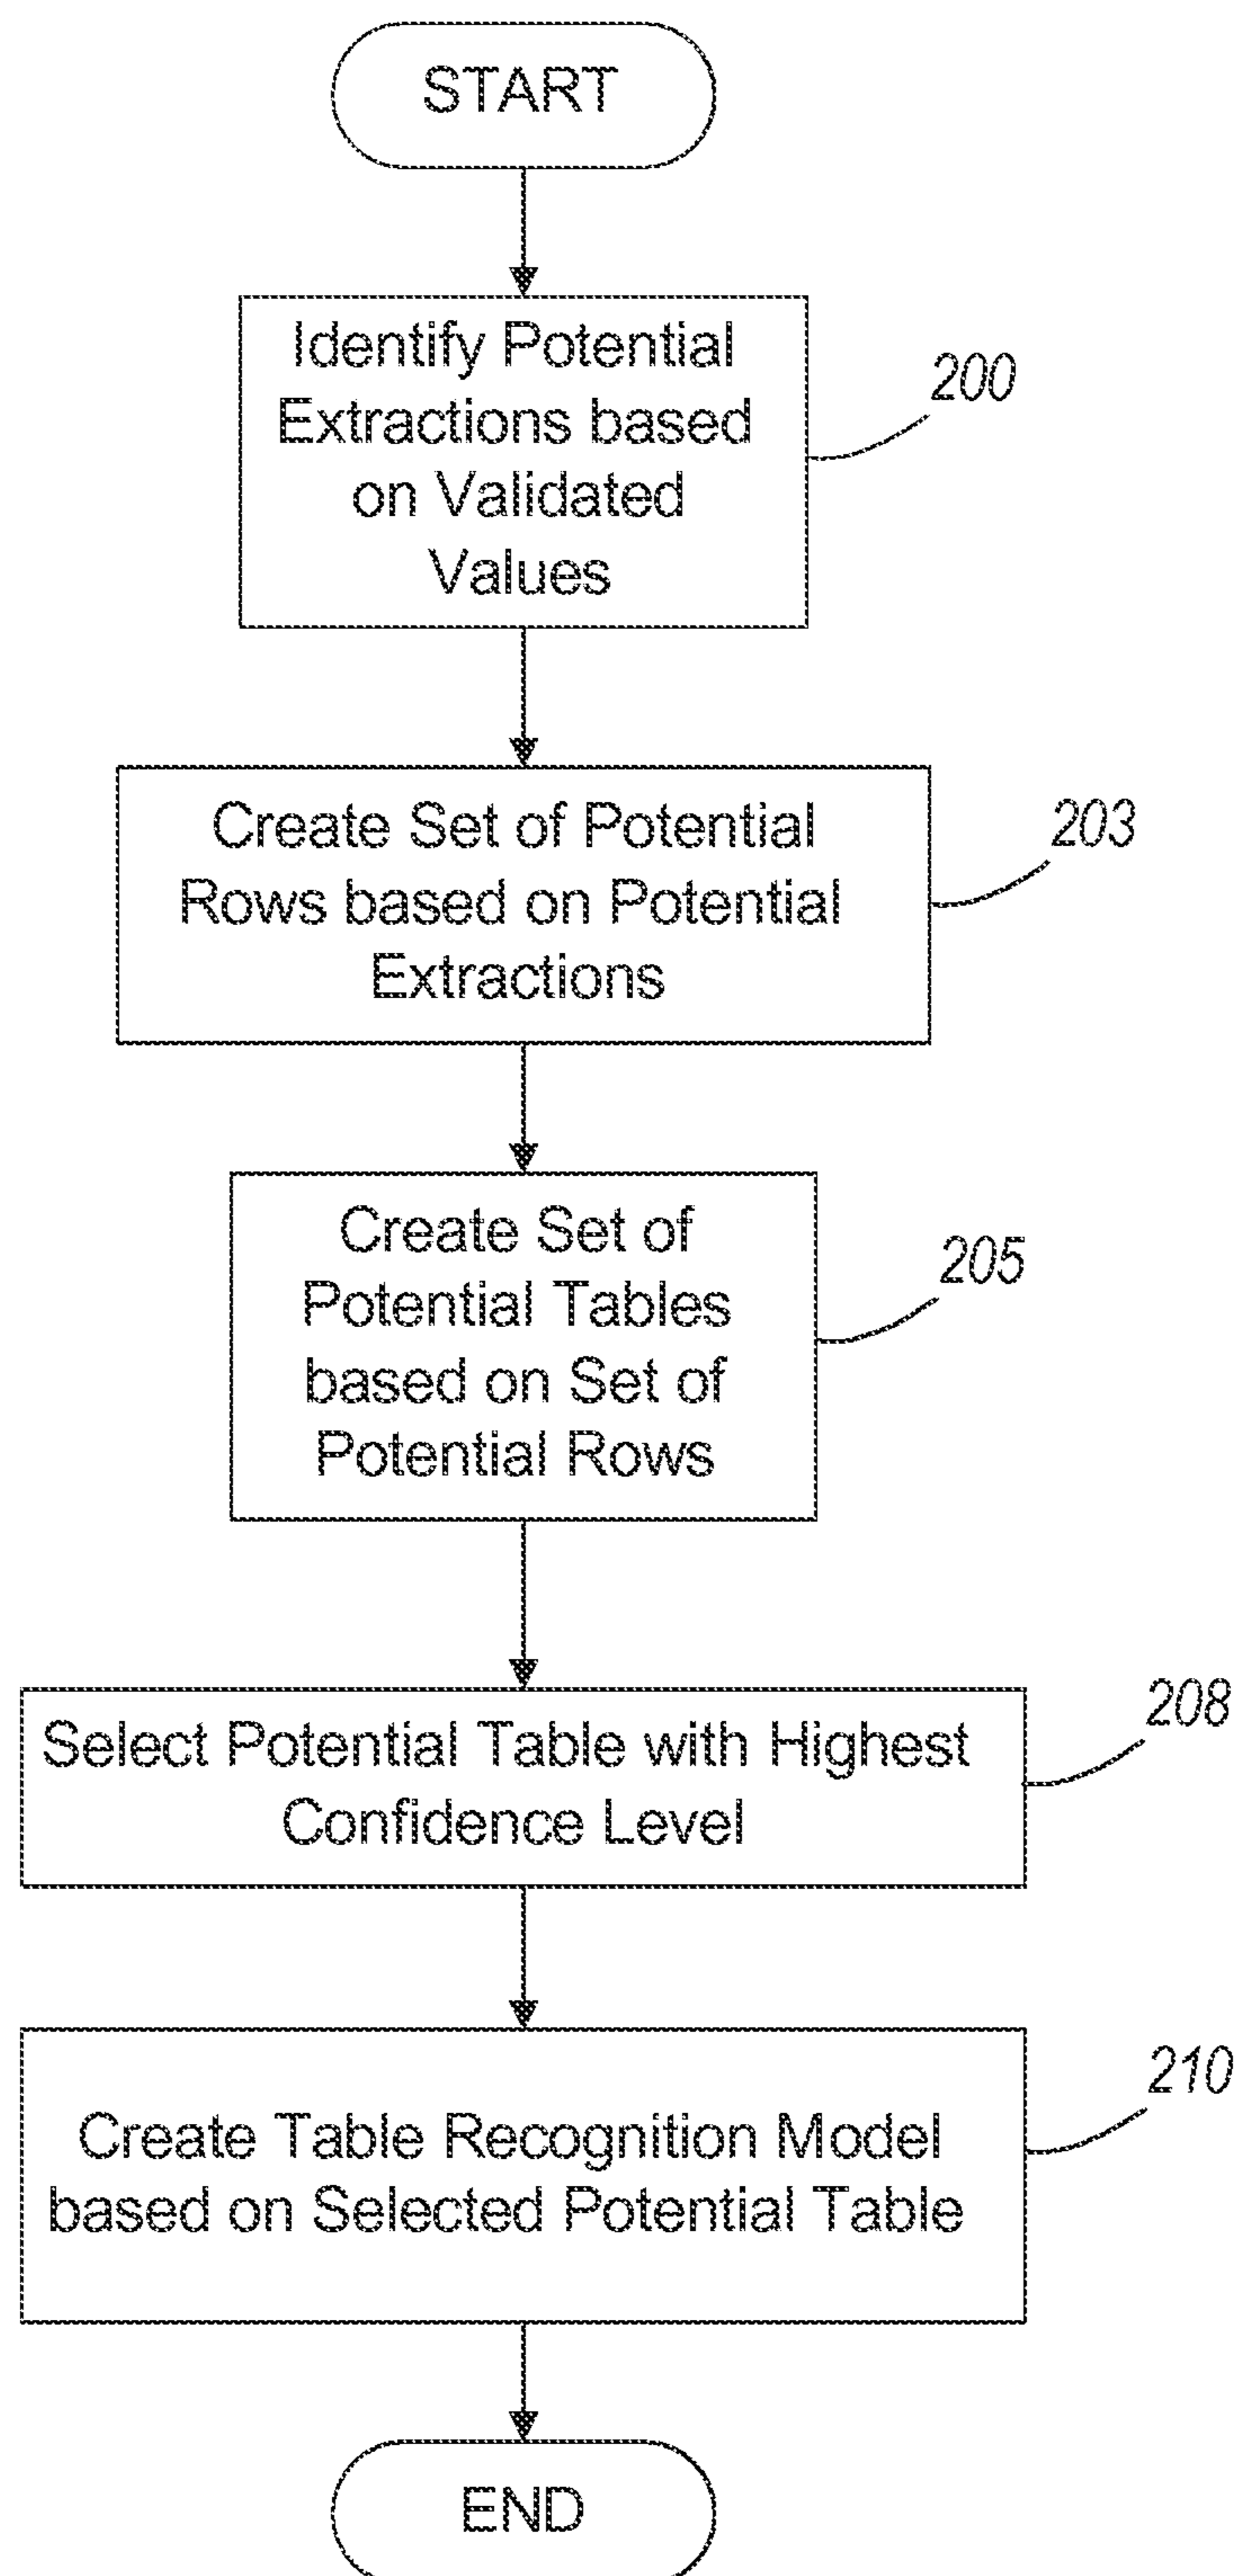 START
Identify Potential
Extractions based
on Validated
Values
200
Create Set of Potential
Rows based on Potential
Extractions
203
Create Set of
Potential Tables
based on Set of
Potential Rows
205
Select Potential Table with Highest
Confidence Level
208
Create Table Recognition Model
based on Selected Potential Table
210
END